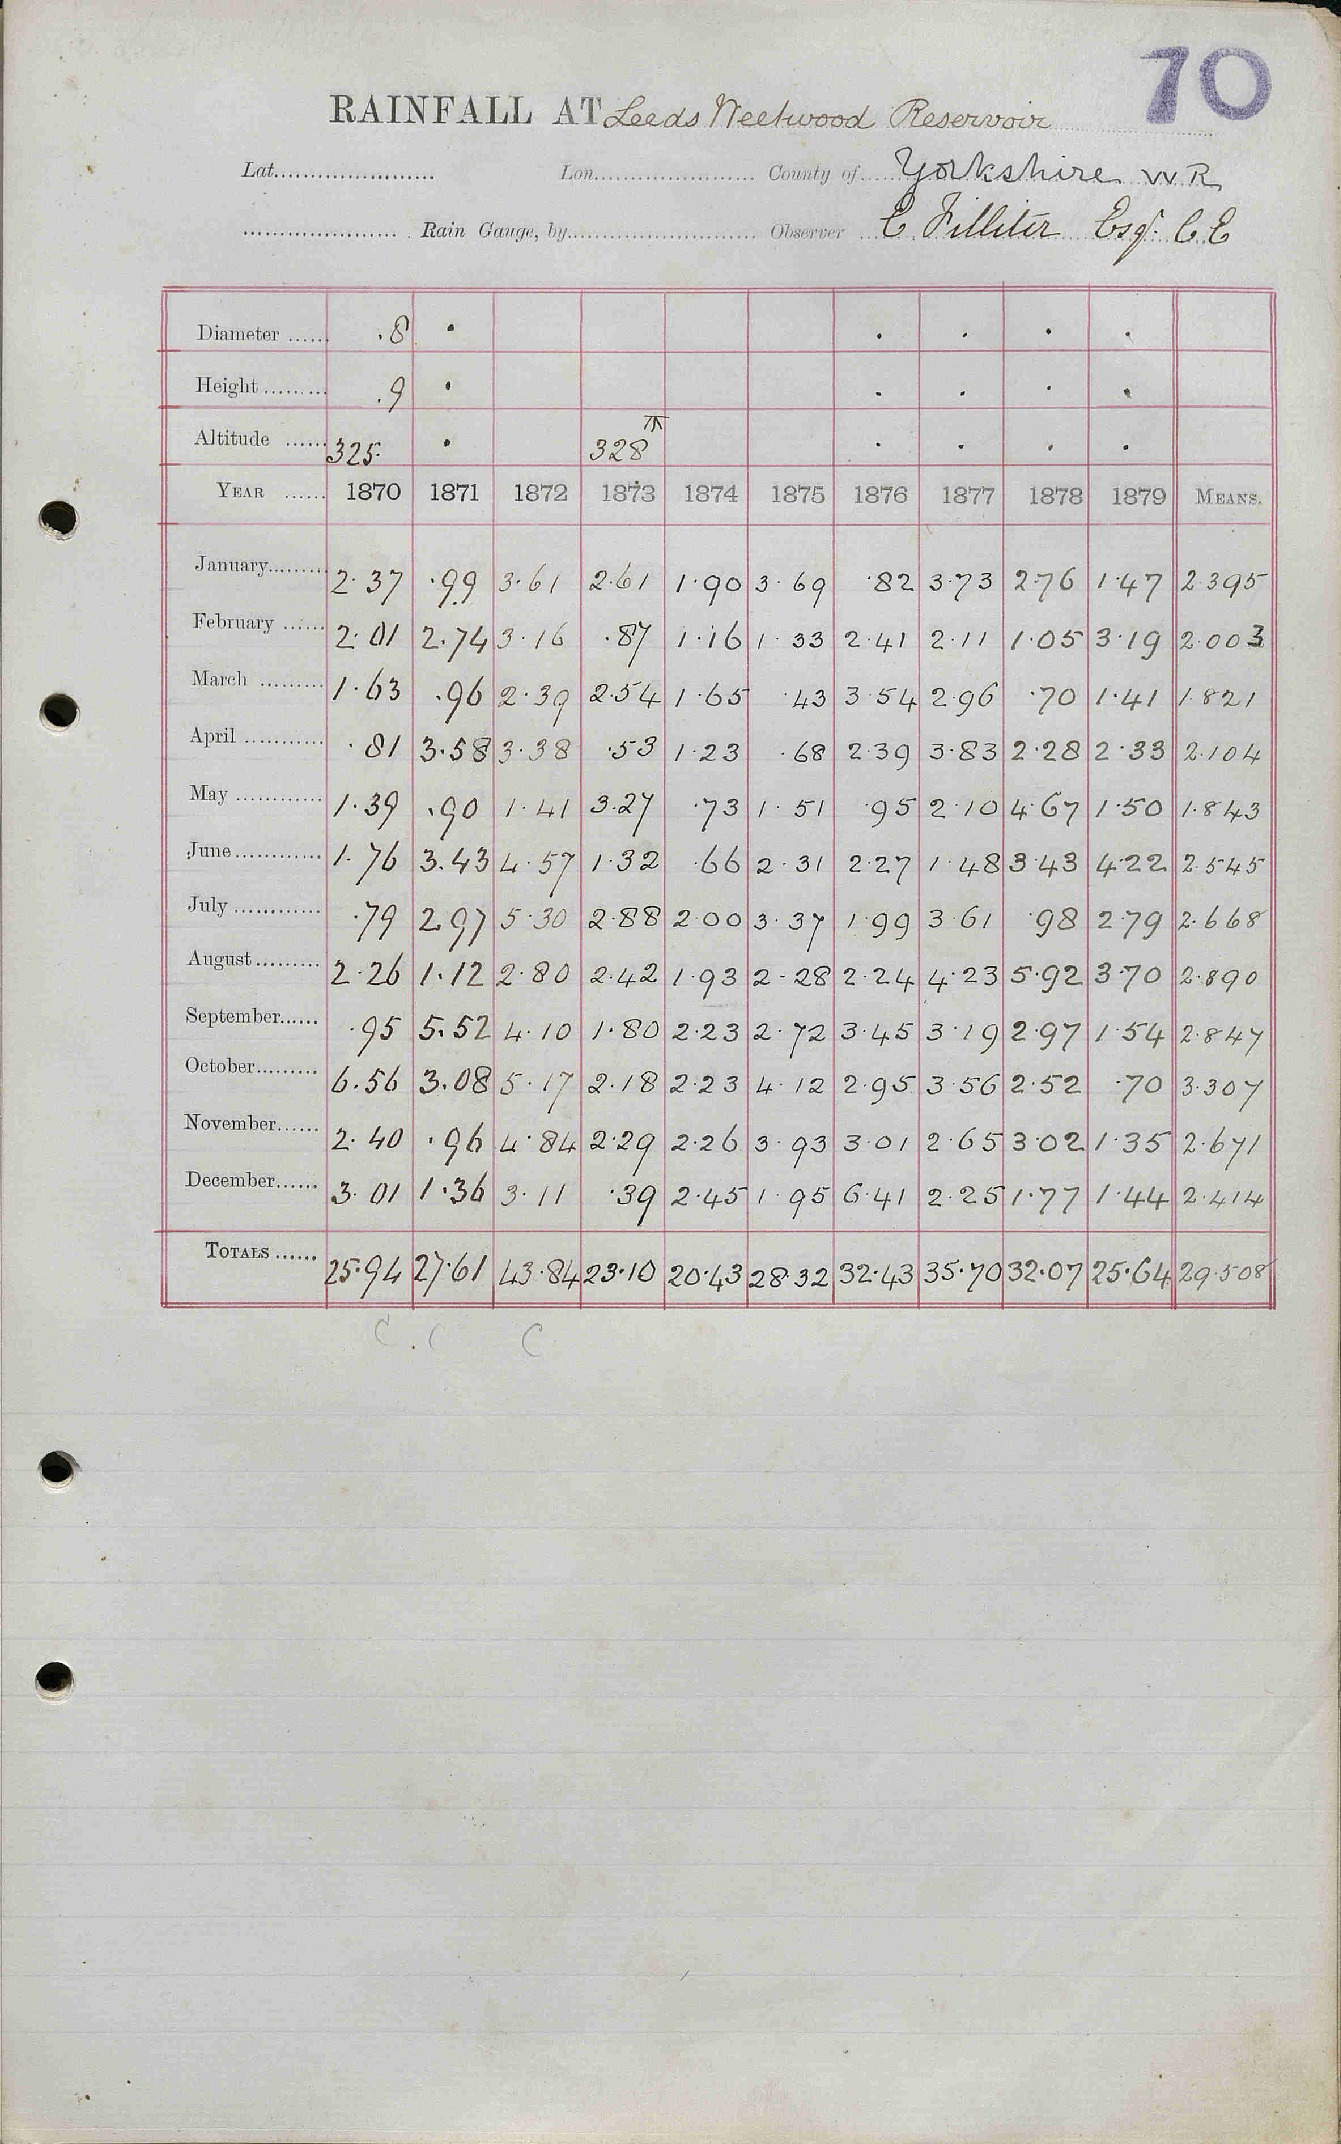 70
RAINFALL AT Leeds Weetwood Reservoir
Lat...................... Lon...................... County of Yorkshire W R
..................... Rain Gauge, by.......................... Observer E Filliter Esqr. C E
Diameter ...... .8 · · · · ·
Height ......... .9 · · · · ·
Altitude ...... 325 · 328 · · · ·
YEAR ...... 1870 1871 1872 1873 1874 1875 1876 1877 1878 1879 MEANS.
January......... 2.37 .99 3.61 2.61 1.90 3.69 .82 3.73 2.76 1.47 2.395
February ...... 2.01 2.74 3.16 .87 1.16 1.33 2.41 2.11 1.05 3.19 2.003
March ......... 1.63 .96 2.39 2.54 1.65 .43 3.54 2.96 .70 1.41 1.821
April ........... .81 3.58 3.38 .53 1.23 .68 2.39 3.83 2.28 2.33 2.104
May ............ 1.39 .90 1.41 3.27 .73 1.51 .95 2.10 4.67 1.50 1.843
June............ 1.76 3.43 4.57 1.32 .66 2.31 2.27 1.48 3.43 4.22 2.545
July ............ .79 2.97 5.30 2.88 2.00 3.37 1.99 3.61 .98 2.79 2.668
August......... 2.26 1.12 2.80 2.42 1.93 2.28 2.24 4.23 5.92 3.70 2.890
September...... .95 5.52 4.10 1.80 2.23 2.72 3.45 3.19 2.97 1.54 2.847
October......... 6.56 3.08 5.17 2.18 2.23 4.12 2.95 3.56 2.52 .70 3.307
November...... 2.40 .96 4.84 2.29 2.26 3.93 3.01 2.65 3.02 1.35 2.671
December...... 3.01 1.36 3.11 .39 2.45 1.95 6.41 2.25 1.77 1.44 2.414
TOTALS ...... 25.94 27.61 43.84 23.10 20.43 28.32 32.43 35.70 32.07 25.64 29.508
C . C C